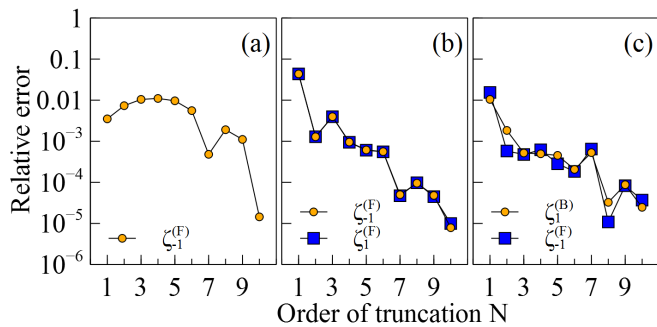 1
0.1
0.01
10⁻³
10⁻⁴
10⁻⁵
10⁻⁶
Relative error
(a)
(b)
(c)
ζ₋₁⁽ᶠ⁾
ζ₋₁⁽ᶠ⁾
ζ₁⁽ᶠ⁾
ζ₁⁽ᴮ⁾
ζ₋₁⁽ᶠ⁾
1 3 5 7 9
1 3 5 7 9
1 3 5 7 9
Order of truncation N